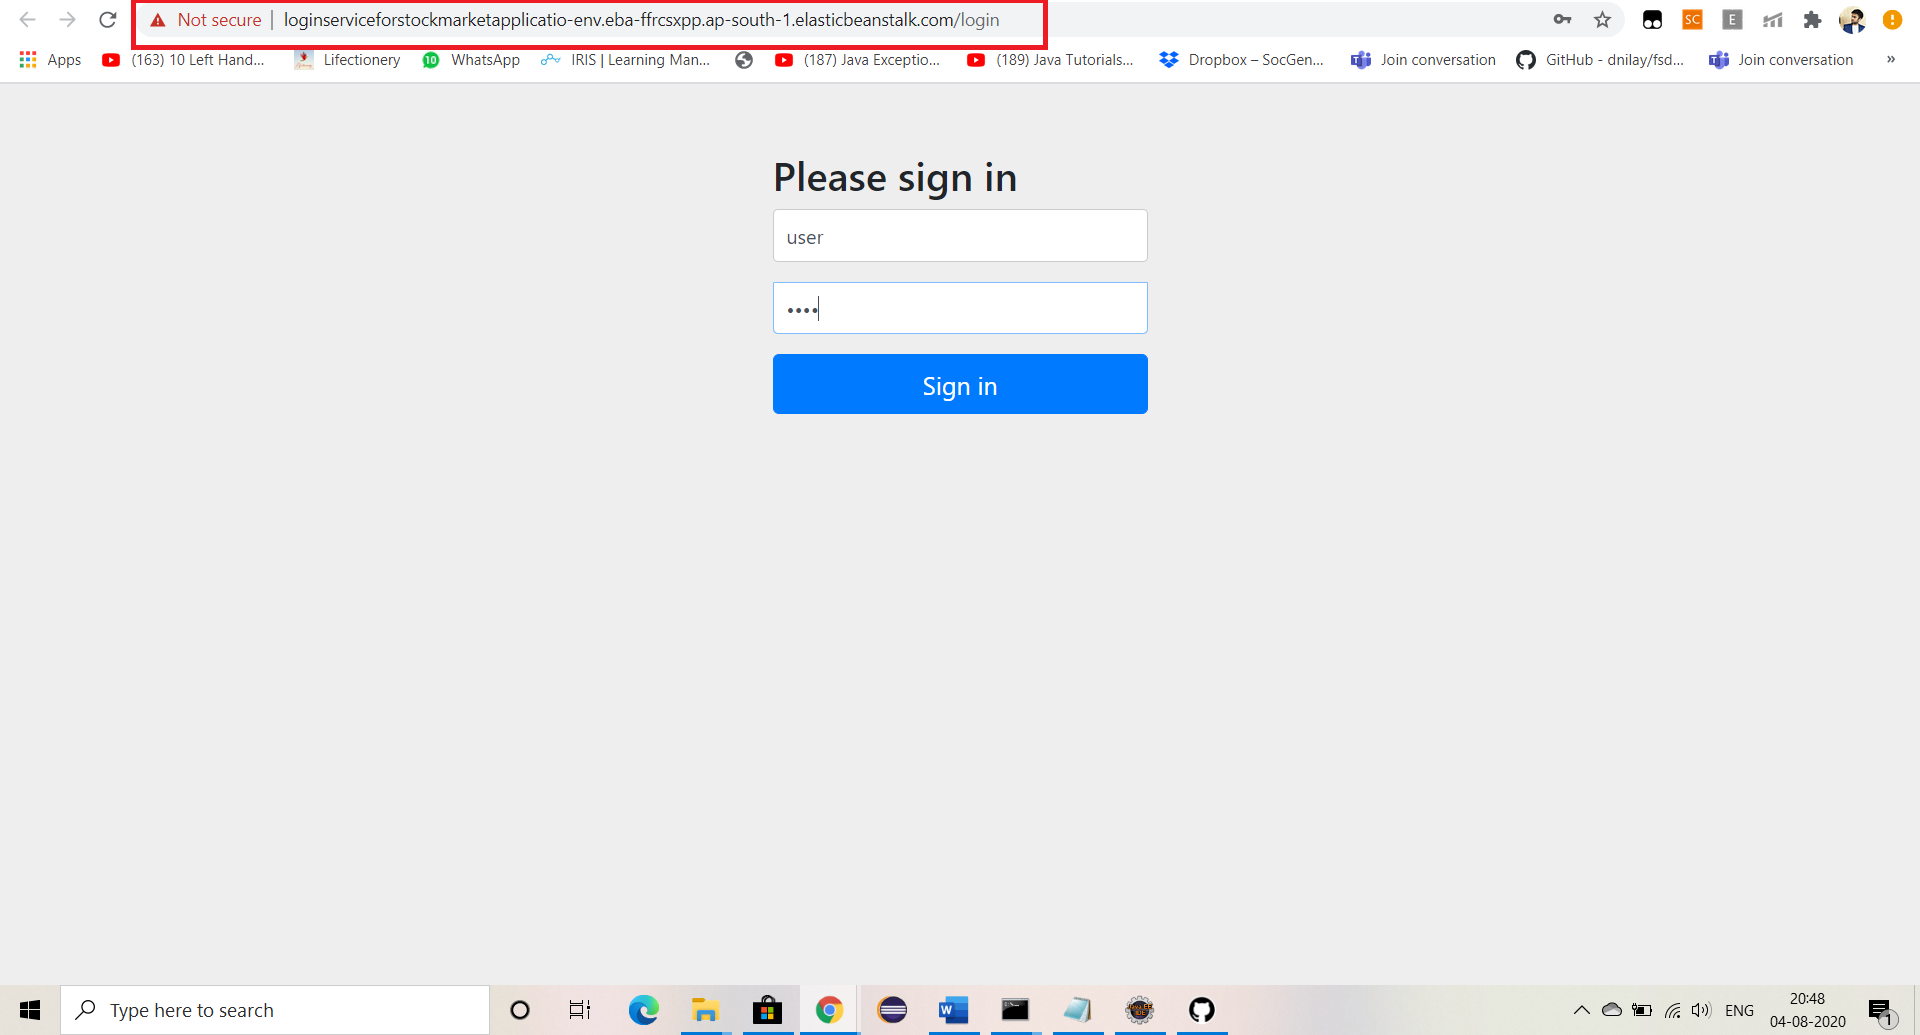 Not secure | loginserviceforstockmarketapplicatio-env.eba-ffrcsxpp.ap-south-1.elasticbeanstalk.com/login
SC E
Apps (163) 10 Left Hand... Lifectionery 10 WhatsApp IRIS | Learning Man... (187) Java Exceptio... (189) Java Tutorials... Dropbox – SocGen... Join conversation GitHub - dnilay/fsd... Join conversation »
Please sign in
user
••••
Sign in
Type here to search
ENG
20:48
04-08-2020
1